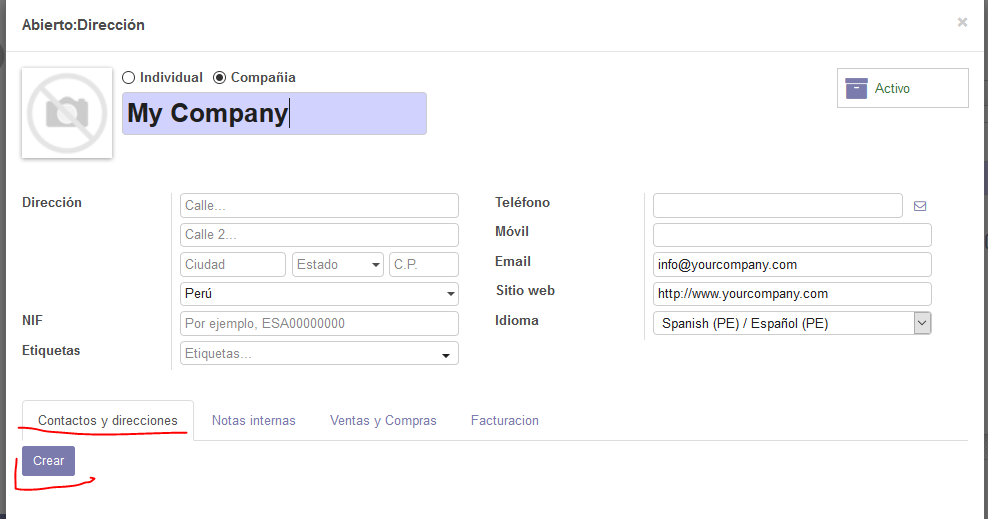 Abierto:Dirección
×
Individual Compañia
My Company
Activo
Dirección
Calle...
Calle 2...
Ciudad Estado C.P.
Perú
NIF
Por ejemplo, ESA00000000
Etiquetas
Etiquetas...
Teléfono
Móvil
Email
info@yourcompany.com
Sitio web
http://www.yourcompany.com
Idioma
Spanish (PE) / Español (PE)
Contactos y direcciones Notas internas Ventas y Compras Facturacion
Crear